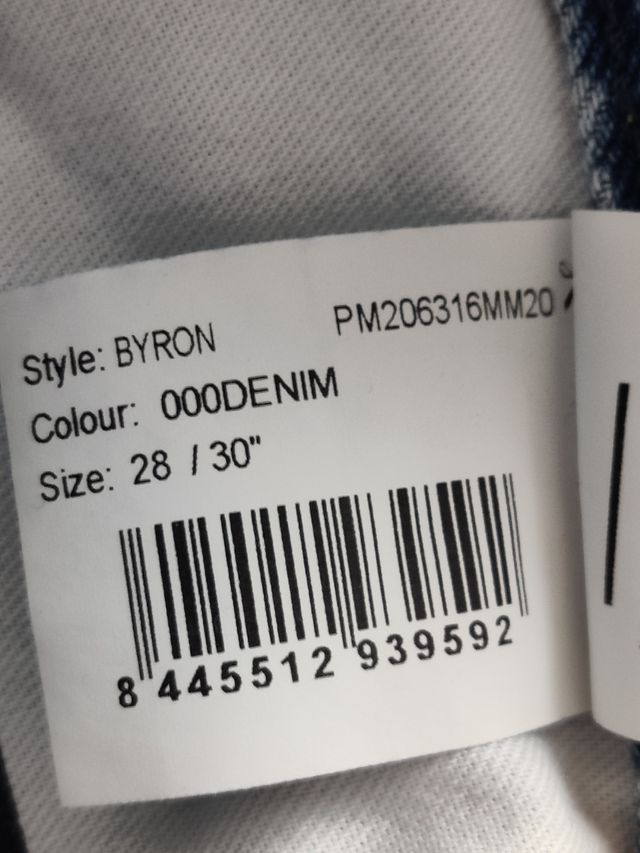 Style: BYRON PM206316MM20
Colour: 000DENIM
Size: 28 / 30"
8 445512 939592